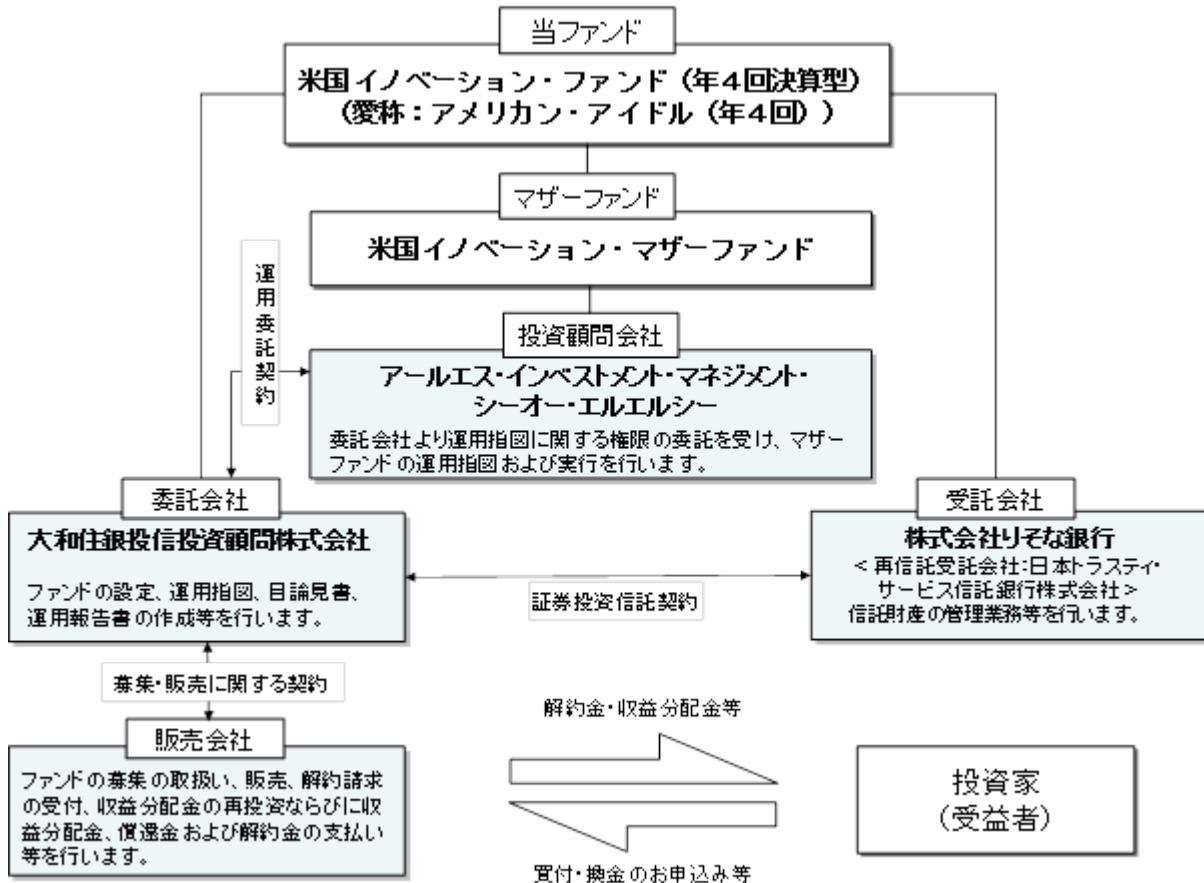 当ファンド
米国イノベーション・ファンド（年４回決算型）
（愛称：アメリカン・アイドル（年４回））
マザーファンド
米国イノベーション・マザーファンド
運用委託契約
投資顧問会社
アールエス・インベストメント・マネジメント・
シーオー・エルエルシー
委託会社より運用指図に関する権限の委託を受け、マザー
ファンドの運用指図および実行を行います。
委託会社
大和住銀投信投資顧問株式会社
ファンドの設定、運用指図、目論見書、
運用報告書の作成等を行います。
証券投資信託契約
受託会社
株式会社りそな銀行
＜再信託受託会社：日本トラスティ・
サービス信託銀行株式会社＞
信託財産の管理業務等を行います。
募集・販売に関する契約
販売会社
ファンドの募集の取扱い、販売、解約請求
の受付、収益分配金の再投資ならびに収
益分配金、償還金および解約金の支払い
等を行います。
解約金・収益分配金等
買付・換金のお申込み等
投資家
（受益者）